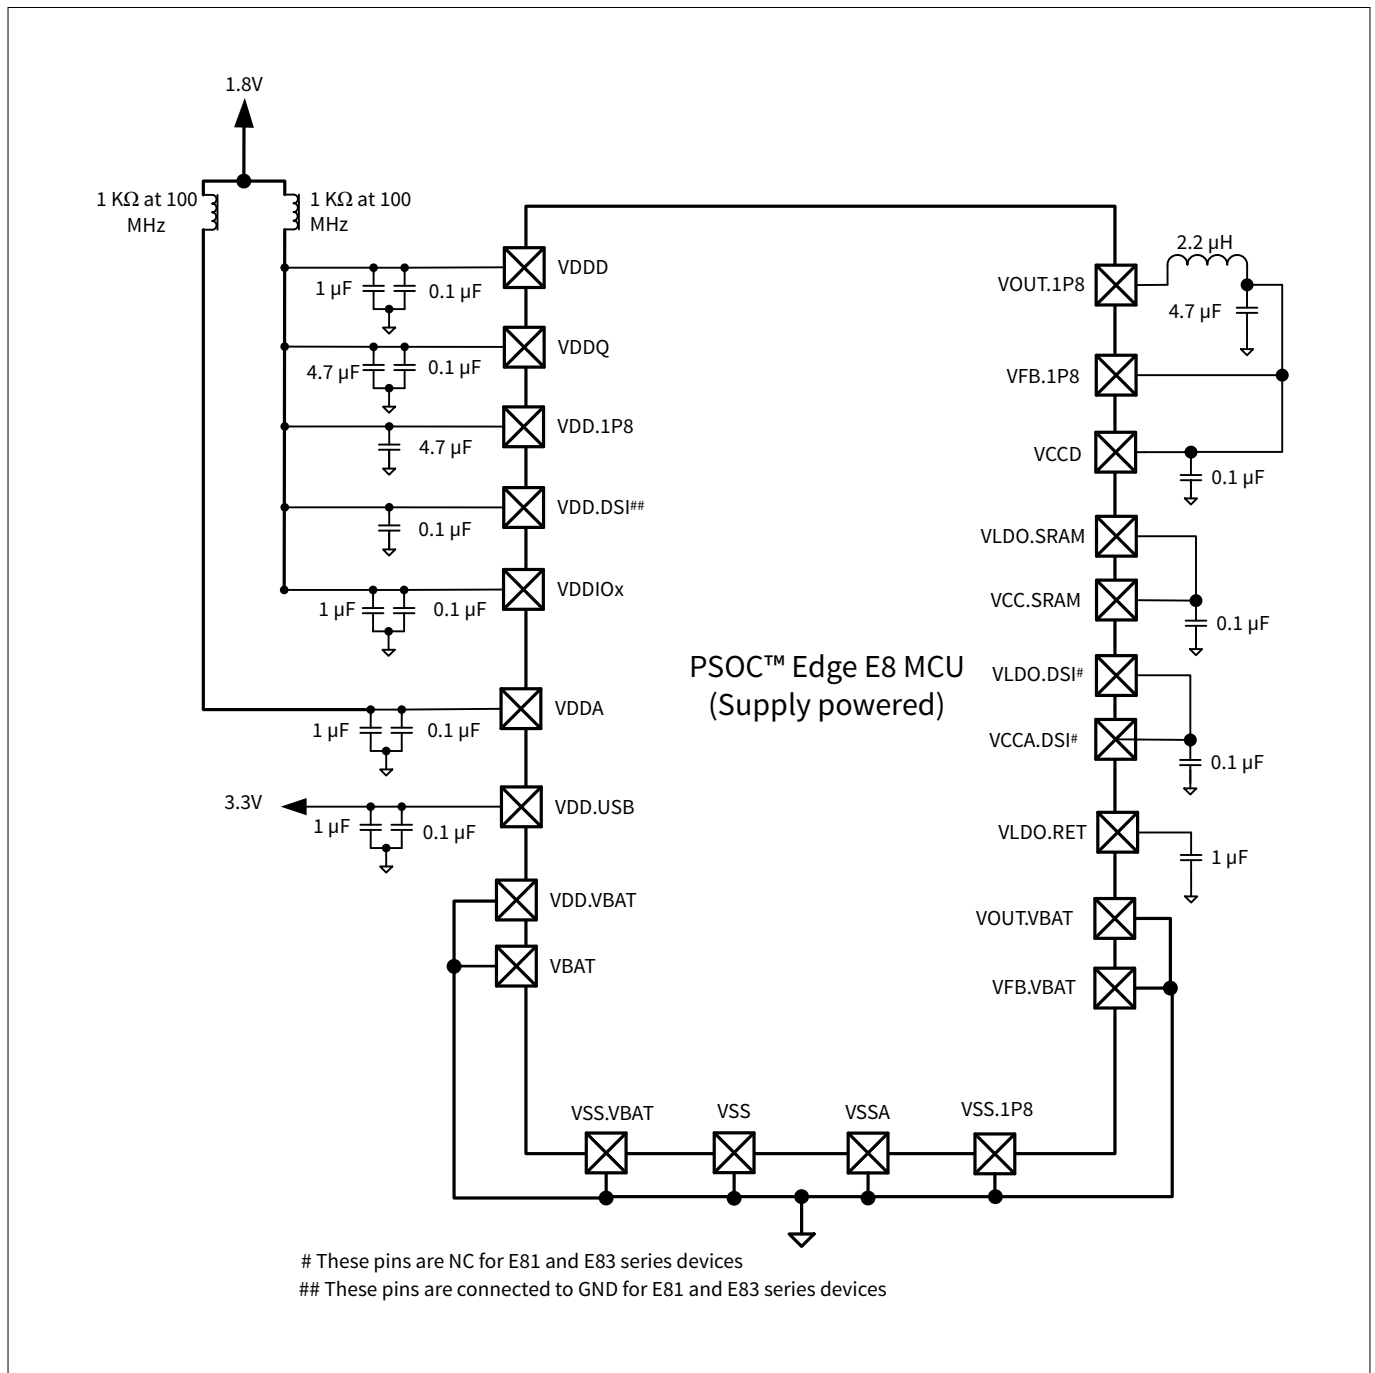 1.8V
1 KΩ at 100
MHz
1 KΩ at 100
MHz
1 µF
0.1 µF
VDDD
4.7 µF
0.1 µF
VDDQ
4.7 µF
VDD.1P8
0.1 µF
VDD.DSI##
1 µF
0.1 µF
VDDIOx
1 µF
0.1 µF
VDDA
3.3V
1 µF
0.1 µF
VDD.USB
VDD.VBAT
VBAT
PSOC™ Edge E8 MCU
(Supply powered)
VOUT.1P8
2.2 µH
4.7 µF
VFB.1P8
VCCD
0.1 µF
VLDO.SRAM
VCC.SRAM
0.1 µF
VLDO.DSI#
VCCA.DSI#
0.1 µF
VLDO.RET
1 µF
VOUT.VBAT
VFB.VBAT
VSS.VBAT
VSS
VSSA
VSS.1P8
# These pins are NC for E81 and E83 series devices
## These pins are connected to GND for E81 and E83 series devices